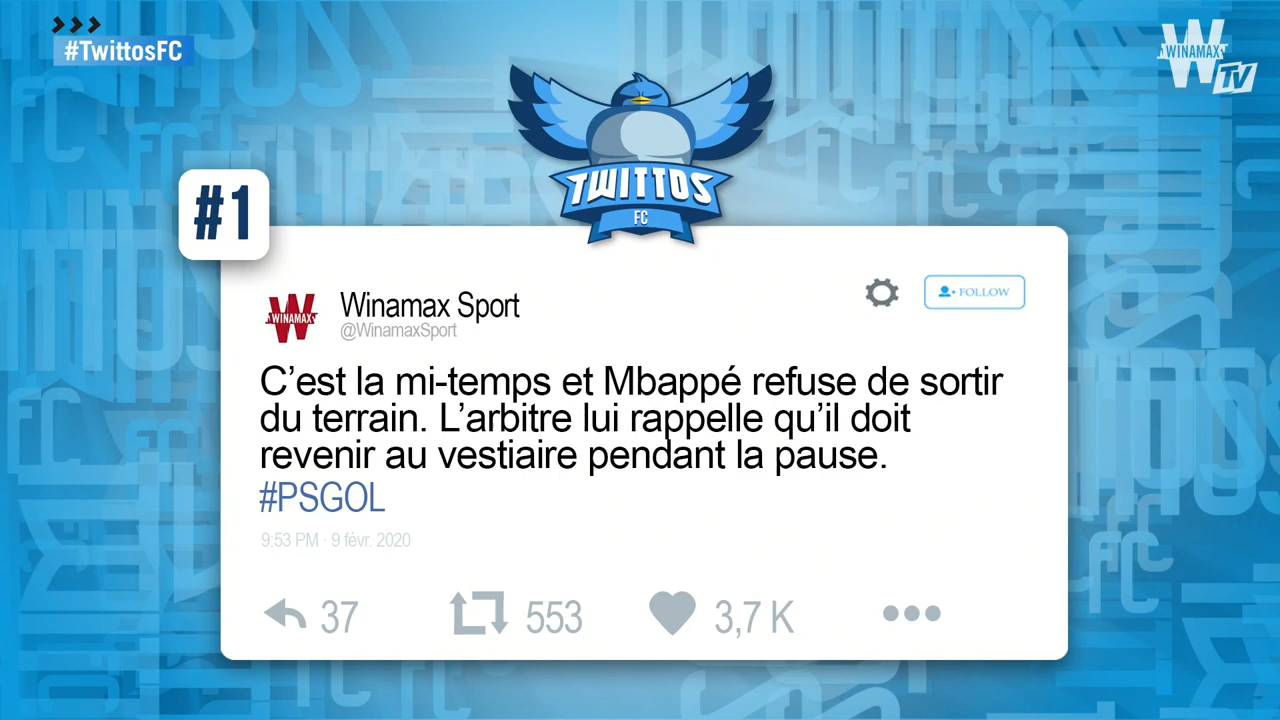 #TwittosFC
WINAMAX
TV
TWITTOS
FC
#1
WINAMAX
Winamax Sport
@WinamaxSport
FOLLOW
C’est la mi-temps et Mbappé refuse de sortir
du terrain. L’arbitre lui rappelle qu’il doit
revenir au vestiaire pendant la pause.
#PSGOL
9:53 PM · 9 févr. 2020
37
553
3,7 K